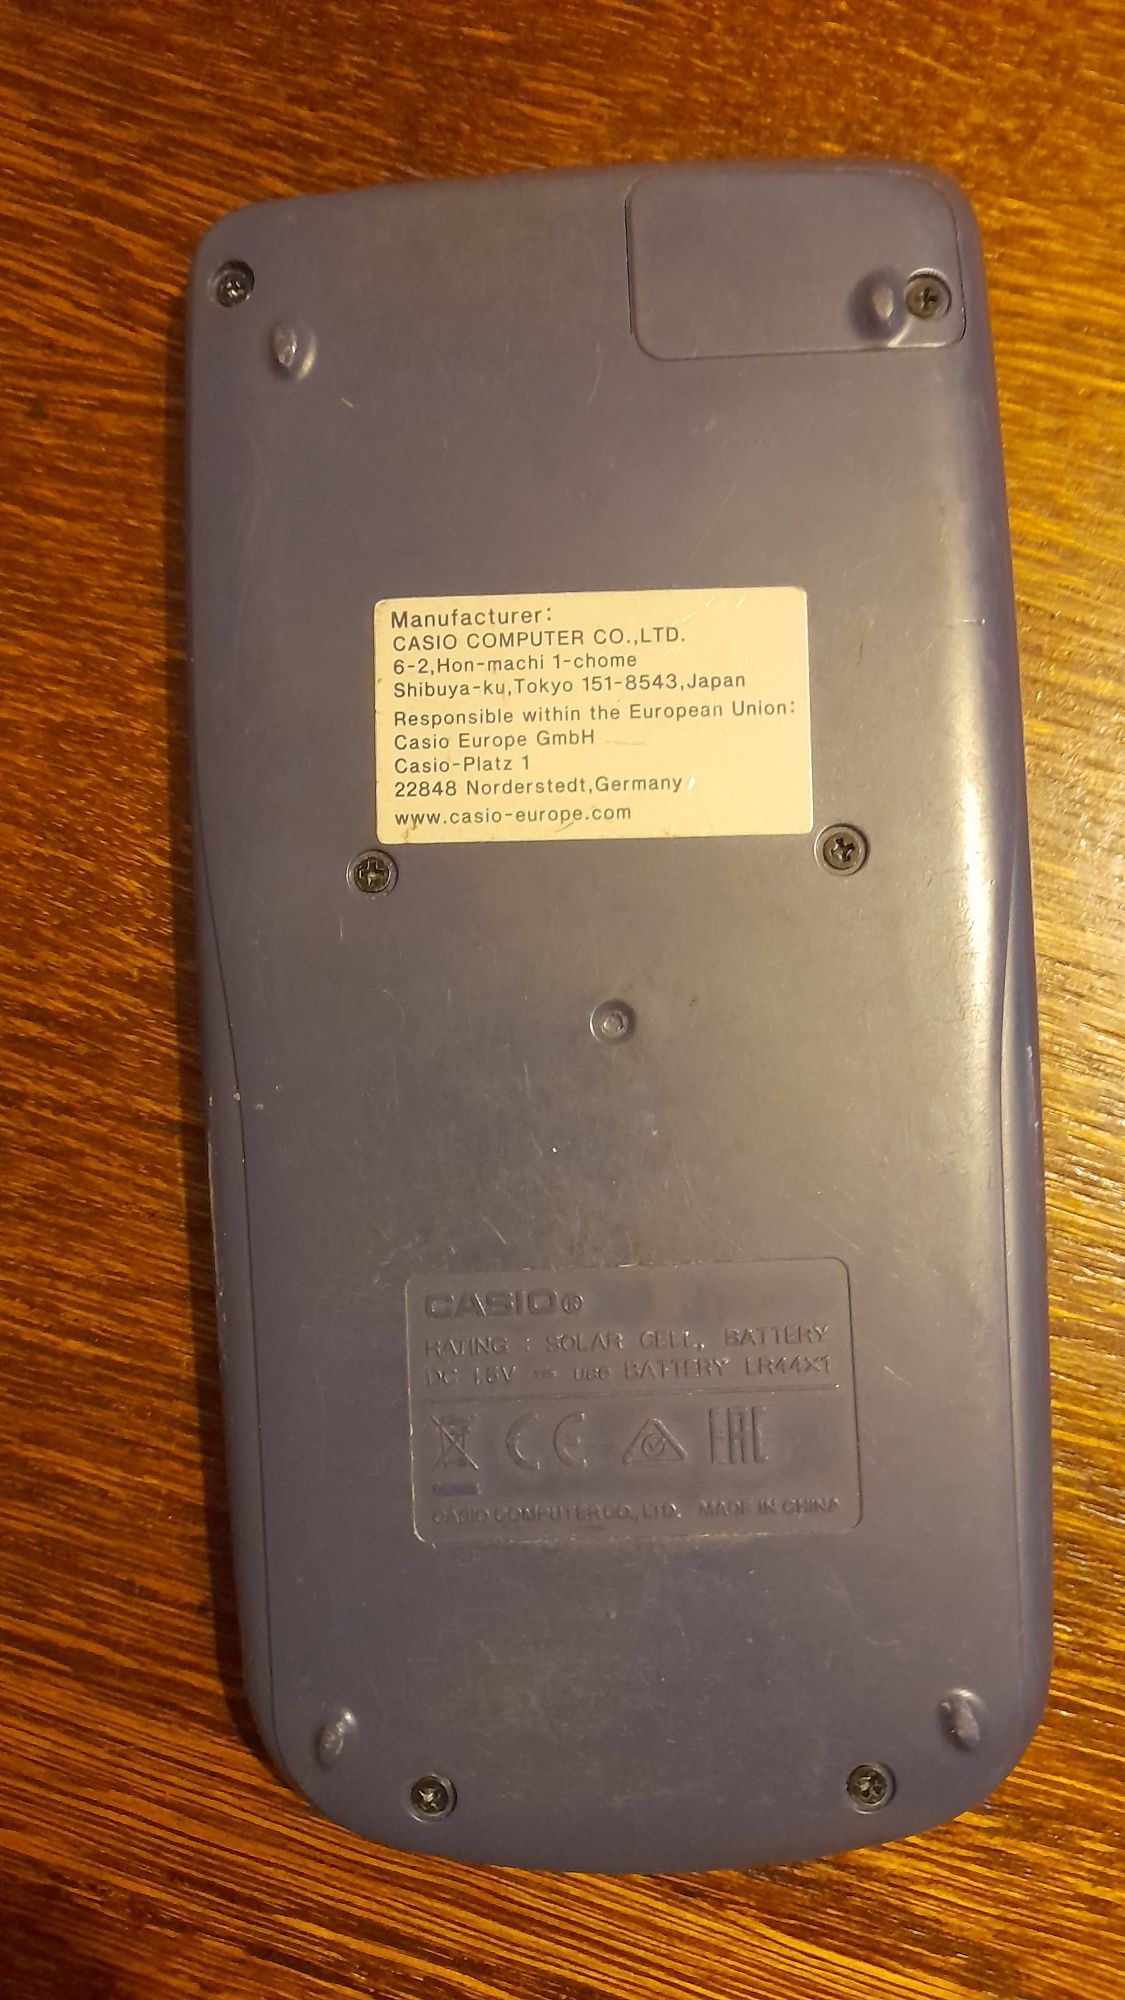 Manufacturer:
CASIO COMPUTER CO.,LTD.
6-2,Hon-machi 1-chome
Shibuya-ku,Tokyo 151-8543,Japan
Responsible within the European Union:
Casio Europe GmbH
Casio-Platz 1
22848 Norderstedt,Germany
www.casio-europe.com
CASIO®
RATING : SOLAR CELL, BATTERY
DC 1.5V USE BATTERY LR44X1
CE EAC
CASIO COMPUTER CO., LTD. MADE IN CHINA